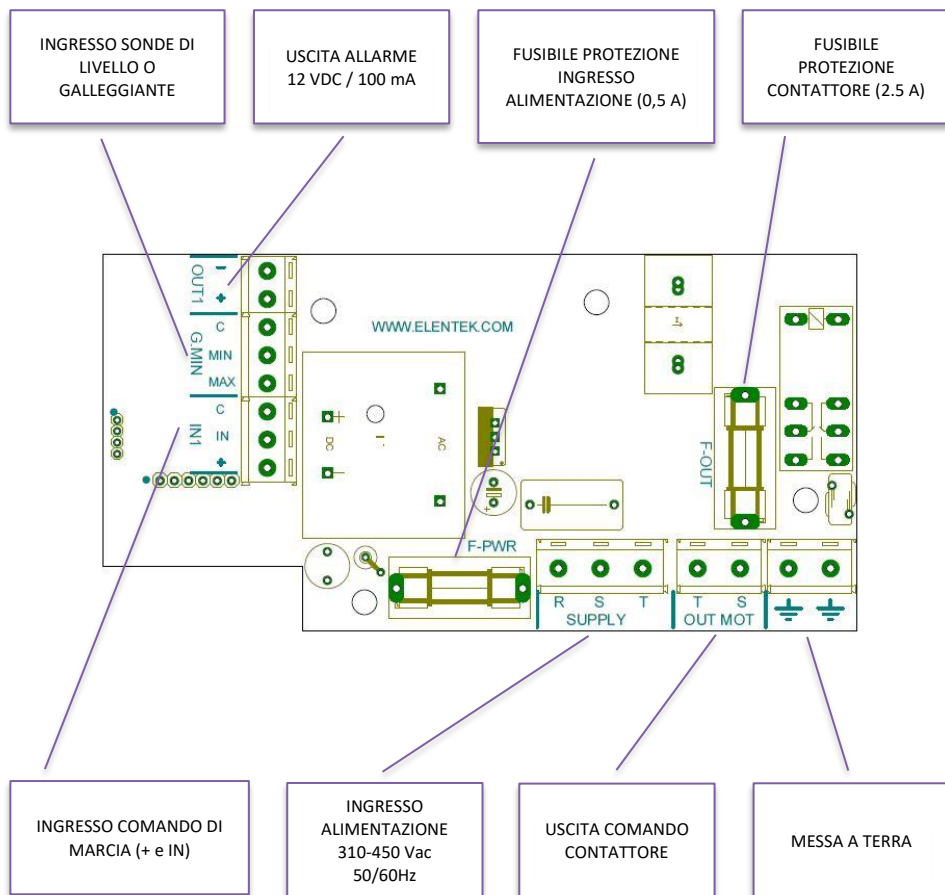 INGRESSO SONDE DI
LIVELLO O
GALLEGGIANTE
USCITA ALLARME
12 VDC / 100 mA
FUSIBILE PROTEZIONE
INGRESSO
ALIMENTAZIONE (0,5 A)
FUSIBILE
PROTEZIONE
CONTATTORE (2.5 A)
OUT1
-
+
G.MIN
C
MIN
MAX
IN1
C
IN
+
WWW.ELENTEK.COM
+
DC
-
AC
+
F-OUT
F-PWR
R S T
SUPPLY
T S
OUT MOT
INGRESSO COMANDO DI
MARCIA (+ e IN)
INGRESSO
ALIMENTAZIONE
310-450 Vac
50/60Hz
USCITA COMANDO
CONTATTORE
MESSA A TERRA